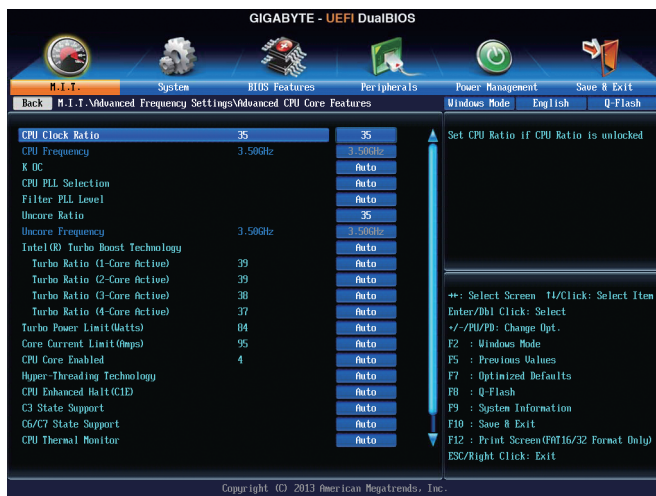 GIGABYTE - UEFI DualBIOS
M.I.T. System BIOS Features Peripherals Power Management Save & Exit
Back M.I.T.\Advanced Frequency Settings\Advanced CPU Core Features Windows Mode English Q-Flash
CPU Clock Ratio 35 35
CPU Frequency 3.50GHz 3.50GHz
K OC Auto
CPU PLL Selection Auto
Filter PLL Level Auto
Uncore Ratio 35
Uncore Frequency 3.50GHz 3.50GHz
Intel(R) Turbo Boost Technology Auto
Turbo Ratio (1-Core Active) 39 Auto
Turbo Ratio (2-Core Active) 39 Auto
Turbo Ratio (3-Core Active) 38 Auto
Turbo Ratio (4-Core Active) 37 Auto
Turbo Power Limit(Watts) 84 Auto
Core Current Limit(Amps) 95 Auto
CPU Core Enabled 4 Auto
Hyper-Threading Technology Auto
CPU Enhanced Halt(C1E) Auto
C3 State Support Auto
C6/C7 State Support Auto
CPU Thermal Monitor Auto
Set CPU Ratio if CPU Ratio is unlocked
→←: Select Screen ↑↓/Click: Select Item
Enter/Dbl Click: Select
+/-/PU/PD: Change Opt.
F2 : Windows Mode
F5 : Previous Values
F7 : Optimized Defaults
F8 : Q-Flash
F9 : System Information
F10 : Save & Exit
F12 : Print Screen(FAT16/32 Format Only)
ESC/Right Click: Exit
Copyright (C) 2013 American Megatrends, Inc.